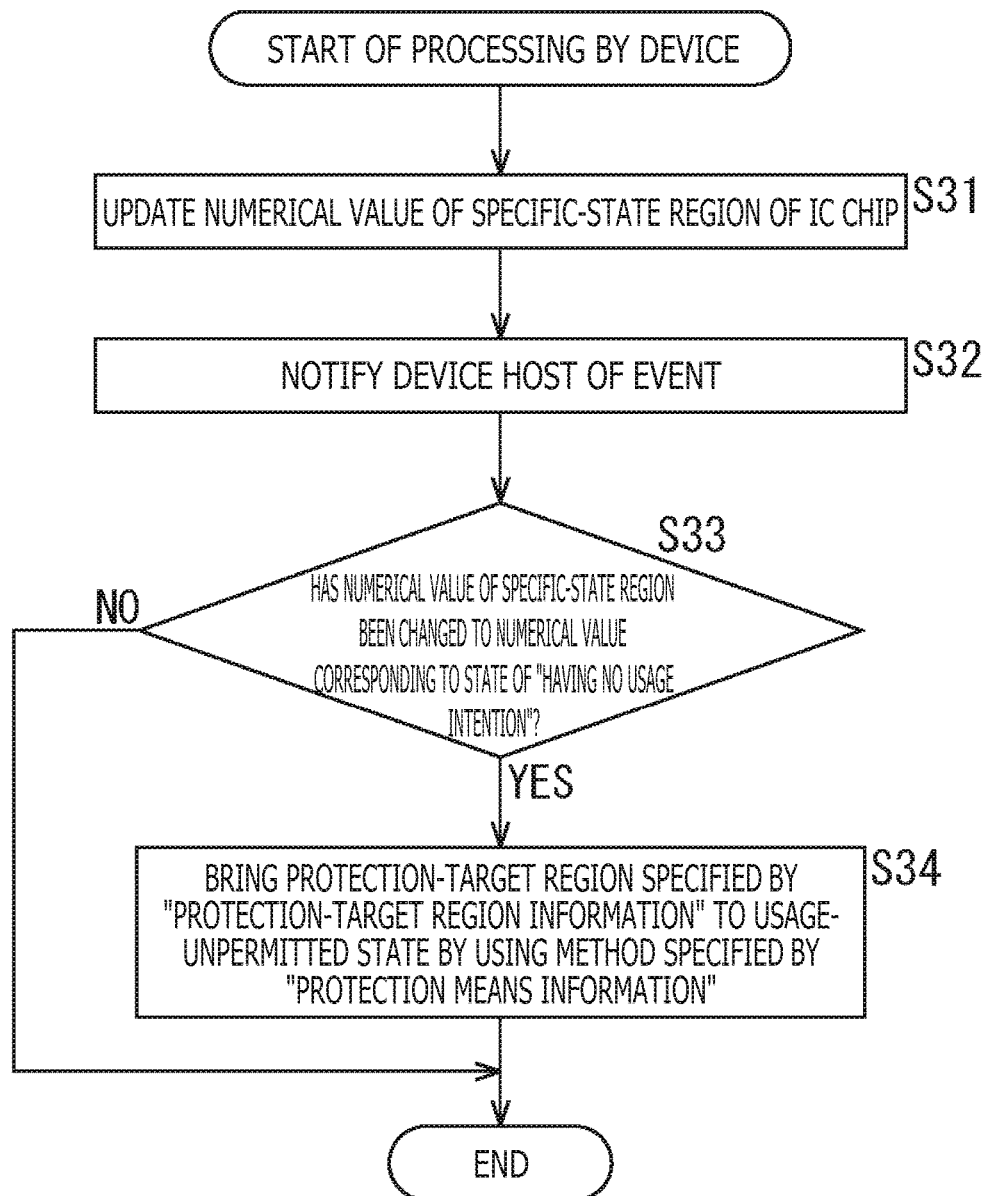 START OF PROCESSING BY DEVICE
UPDATE NUMERICAL VALUE OF SPECIFIC-STATE REGION OF IC CHIP
S31
NOTIFY DEVICE HOST OF EVENT
S32
S33
HAS NUMERICAL VALUE OF SPECIFIC-STATE REGION
BEEN CHANGED TO NUMERICAL VALUE
CORRESPONDING TO STATE OF "HAVING NO USAGE
INTENTION"?
NO
YES
S34
BRING PROTECTION-TARGET REGION SPECIFIED BY
"PROTECTION-TARGET REGION INFORMATION" TO USAGE-
UNPERMITTED STATE BY USING METHOD SPECIFIED BY
"PROTECTION MEANS INFORMATION"
END